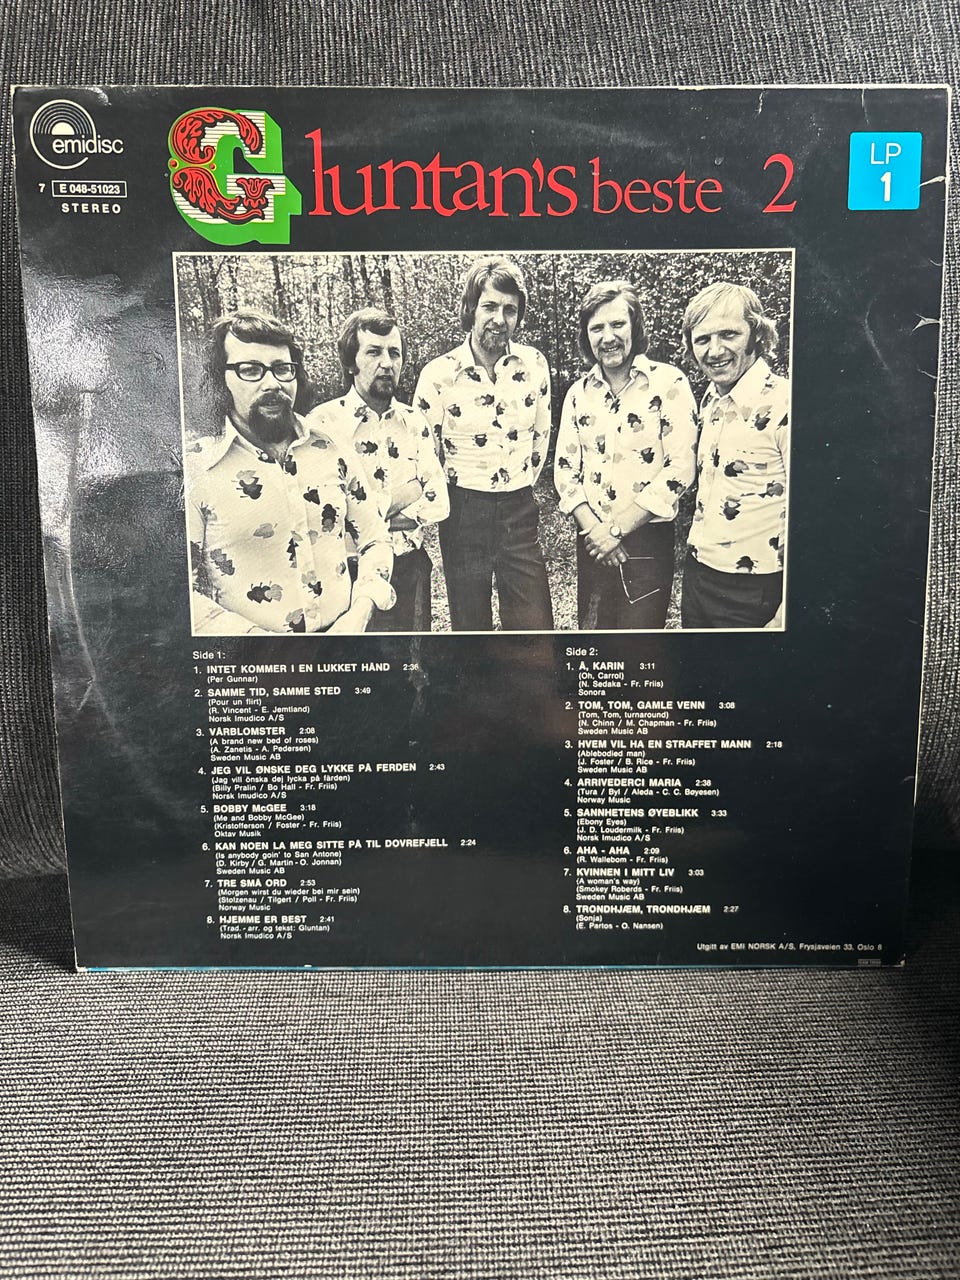 emidisc
7 E 048-51023
STEREO
Gluntan's beste 2
LP
1
Side 1:
1. INTET KOMMER I EN LUKKET HÅND 2:36
(Per Gunnar)
2. SAMME TID, SAMME STED 3:49
(Pour un flirt)
(R. Vincent - E. Jemtland)
Norsk Imudico A/S
3. VÅRBLOMSTER 2:08
(A brand new bed of roses)
(A. Zanetis - A. Pedersen)
Sweden Music AB
4. JEG VIL ØNSKE DEG LYKKE PÅ FERDEN 2:43
(Jag vill önska dej lycka på färden)
(Billy Pralin / Bo Hall - Fr. Friis)
Norsk Imudico A/S
5. BOBBY McGEE 3:18
(Me and Bobby McGee)
(Kristofferson / Foster - Fr. Friis)
Oktav Musik
6. KAN NOEN LA MEG SITTE PÅ TIL DOVREFJELL 2:24
(Is anybody goin' to San Antone)
(D. Kirby / G. Martin - O. Jonnan)
Sweden Music AB
7. TRE SMÅ ORD 2:53
(Morgen wirst du wieder bei mir sein)
(Stolzenau / Tilgert / Poll - Fr. Friis)
Norway Music
8. HJEMME ER BEST 2:41
(Trad. - arr. og tekst: Gluntan)
Norsk Imudico A/S
Side 2:
1. Å, KARIN 3:11
(Oh, Carrol)
(N. Sedaka - Fr. Friis)
Sonora
2. TOM, TOM, GAMLE VENN 3:08
(Tom, Tom, turnaround)
(N. Chinn / M. Chapman - Fr. Friis)
Sweden Music AB
3. HVEM VIL HA EN STRAFFET MANN 2:18
(Ablebodied man)
(J. Foster / B. Rice - Fr. Friis)
Sweden Music AB
4. ARRIVEDERCI MARIA 2:38
(Tura / Byl / Aleda - C. C. Bøyesen)
Norway Music
5. SANNHETENS ØYEBLIKK 3:33
(Ebony Eyes)
(J. D. Loudermilk - Fr. Friis)
Norsk Imudico A/S
6. AHA - AHA 2:09
(R. Wallebom - Fr. Friis)
7. KVINNEN I MITT LIV 3:03
(A woman's way)
(Smokey Roberds - Fr. Friis)
Sweden Music AB
8. TRONDHJÆM, TRONDHJÆM 2:27
(Sonja)
(E. Partos - O. Nansen)
Utgitt av EMI NORSK A/S, Frysjaveien 33, Oslo 8